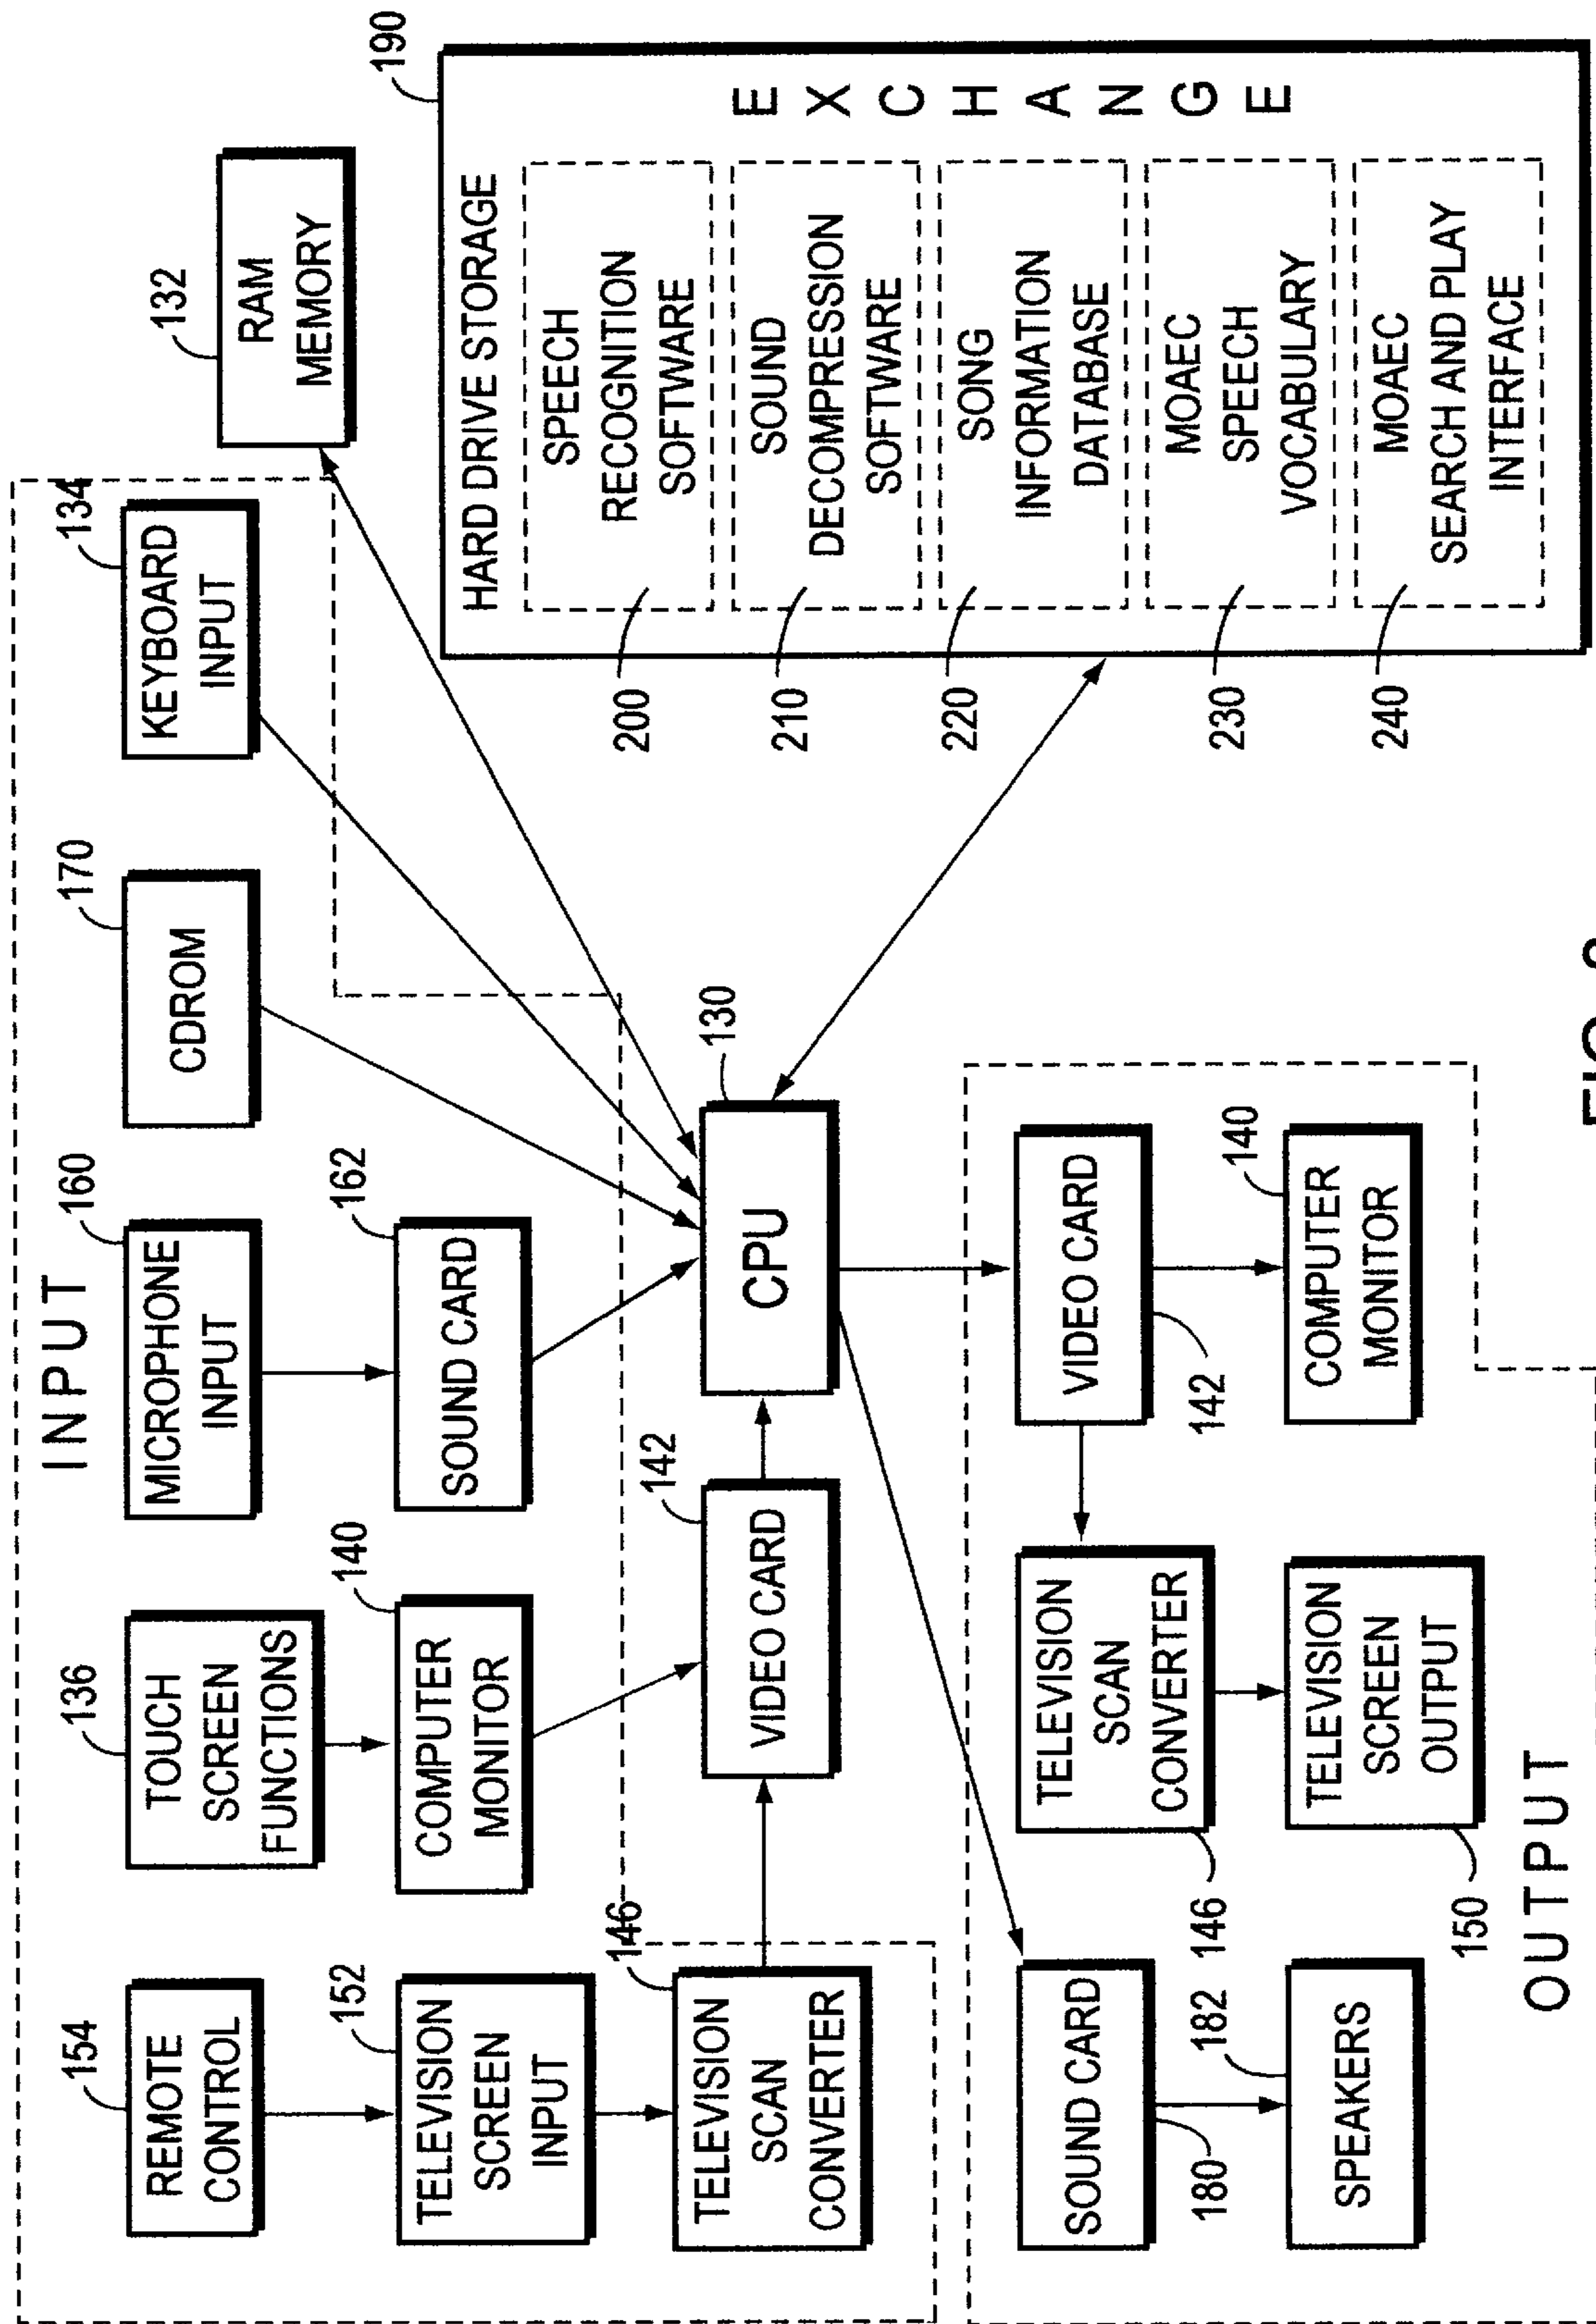 INPUT
154
REMOTE
CONTROL
136
TOUCH
SCREEN
FUNCTIONS
160
MICROPHONE
INPUT
170
CDROM
134
KEYBOARD
INPUT
132
RAM
MEMORY
152
TELEVISION
SCREEN
INPUT
140
COMPUTER
MONITOR
162
SOUND CARD
146
TELEVISION
SCAN
CONVERTER
142
VIDEO CARD
130
CPU
190
HARD DRIVE STORAGE
200
SPEECH
RECOGNITION
SOFTWARE
210
SOUND
DECOMPRESSION
SOFTWARE
220
SONG
INFORMATION
DATABASE
230
MOAEC
SPEECH
VOCABULARY
240
MOAEC
SEARCH AND PLAY
INTERFACE
EXCHANGE
SOUND CARD
180
182
SPEAKERS
TELEVISION
SCAN
CONVERTER
146
TELEVISION
SCREEN
OUTPUT
150
VIDEO CARD
142
140
COMPUTER
MONITOR
OUTPUT